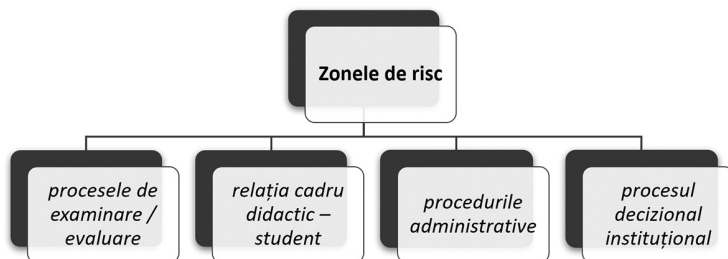 Zonele de risc
procesele de
examinare /
evaluare
relația cadru
didactic –
student
procedurile
administrative
procesul
decizional
instituțional